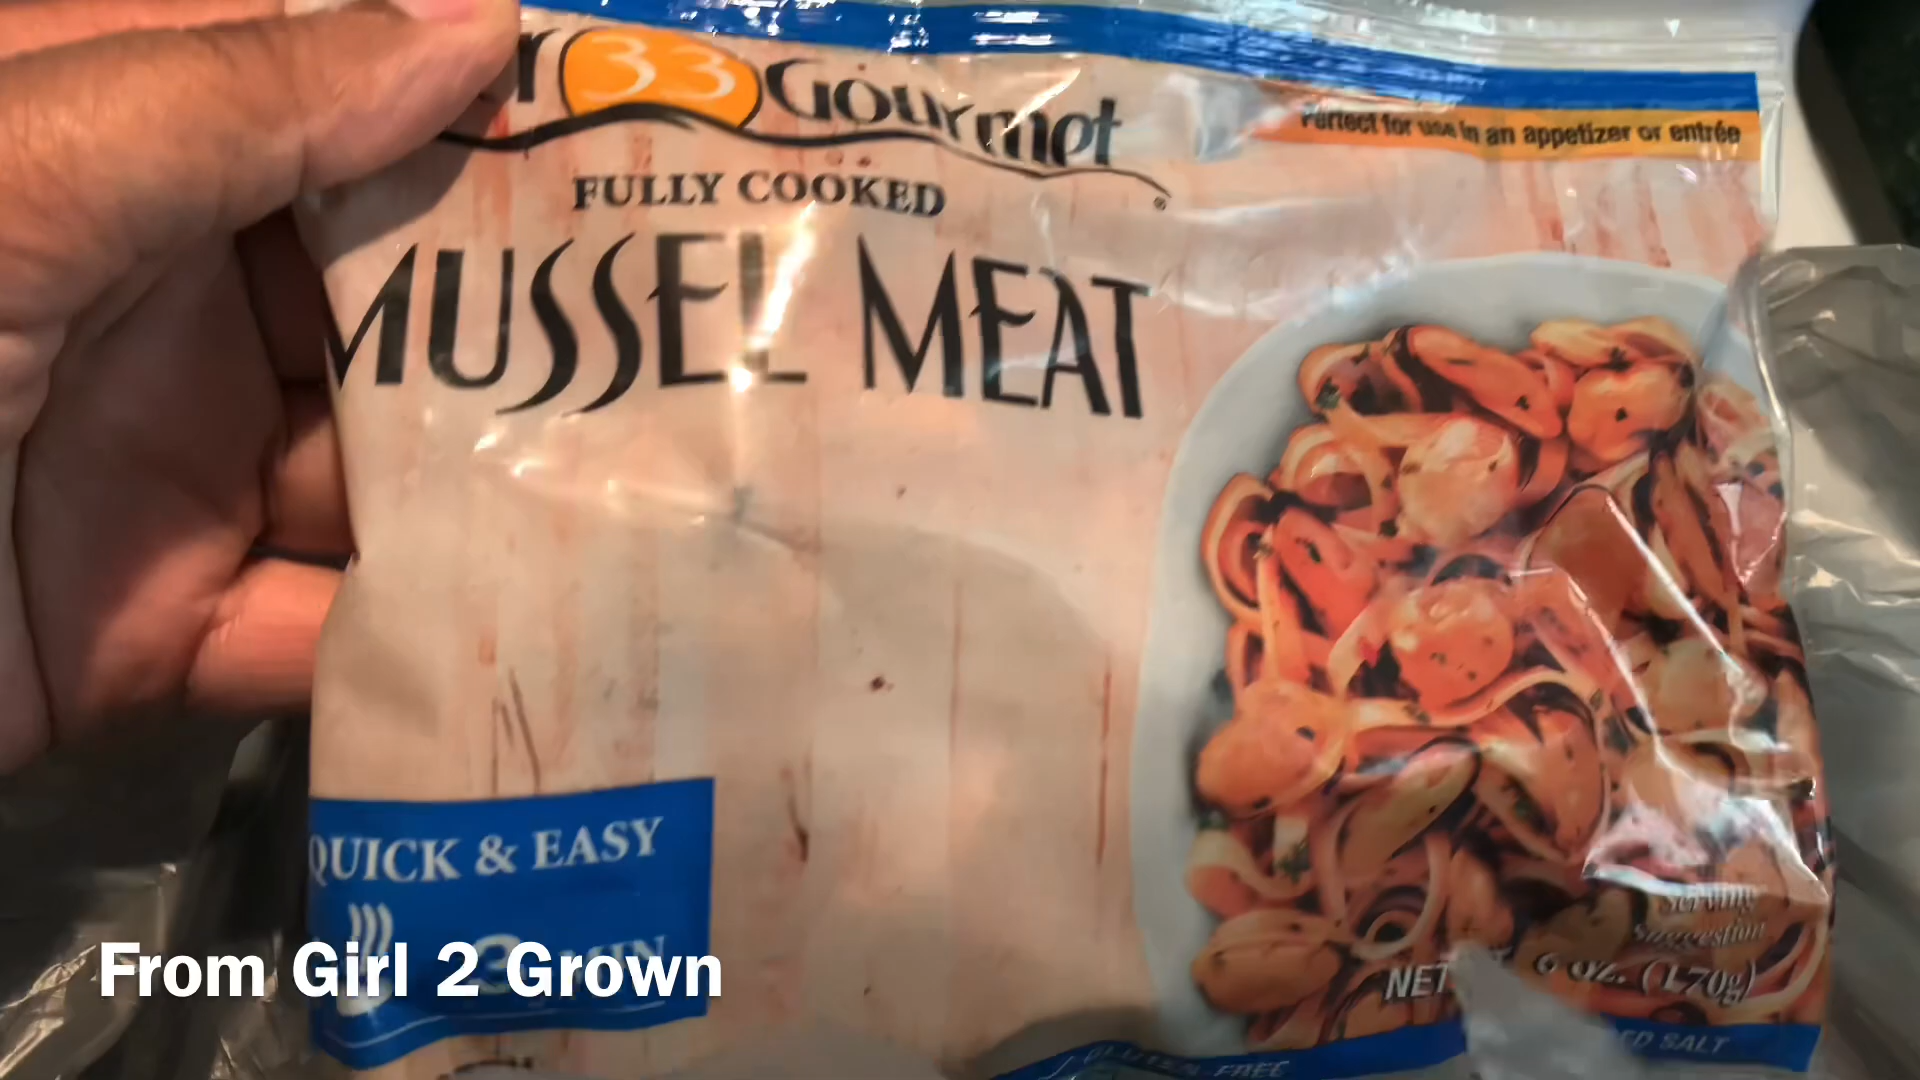 33 Gourmet
Perfect for use in an appetizer or entrée
FULLY COOKED
MUSSEL MEAT
QUICK & EASY
3 MIN
Serving
Suggestion
NET 6 oz. (170g)
GLUTEN-FREE
SALT
From Girl 2 Grown